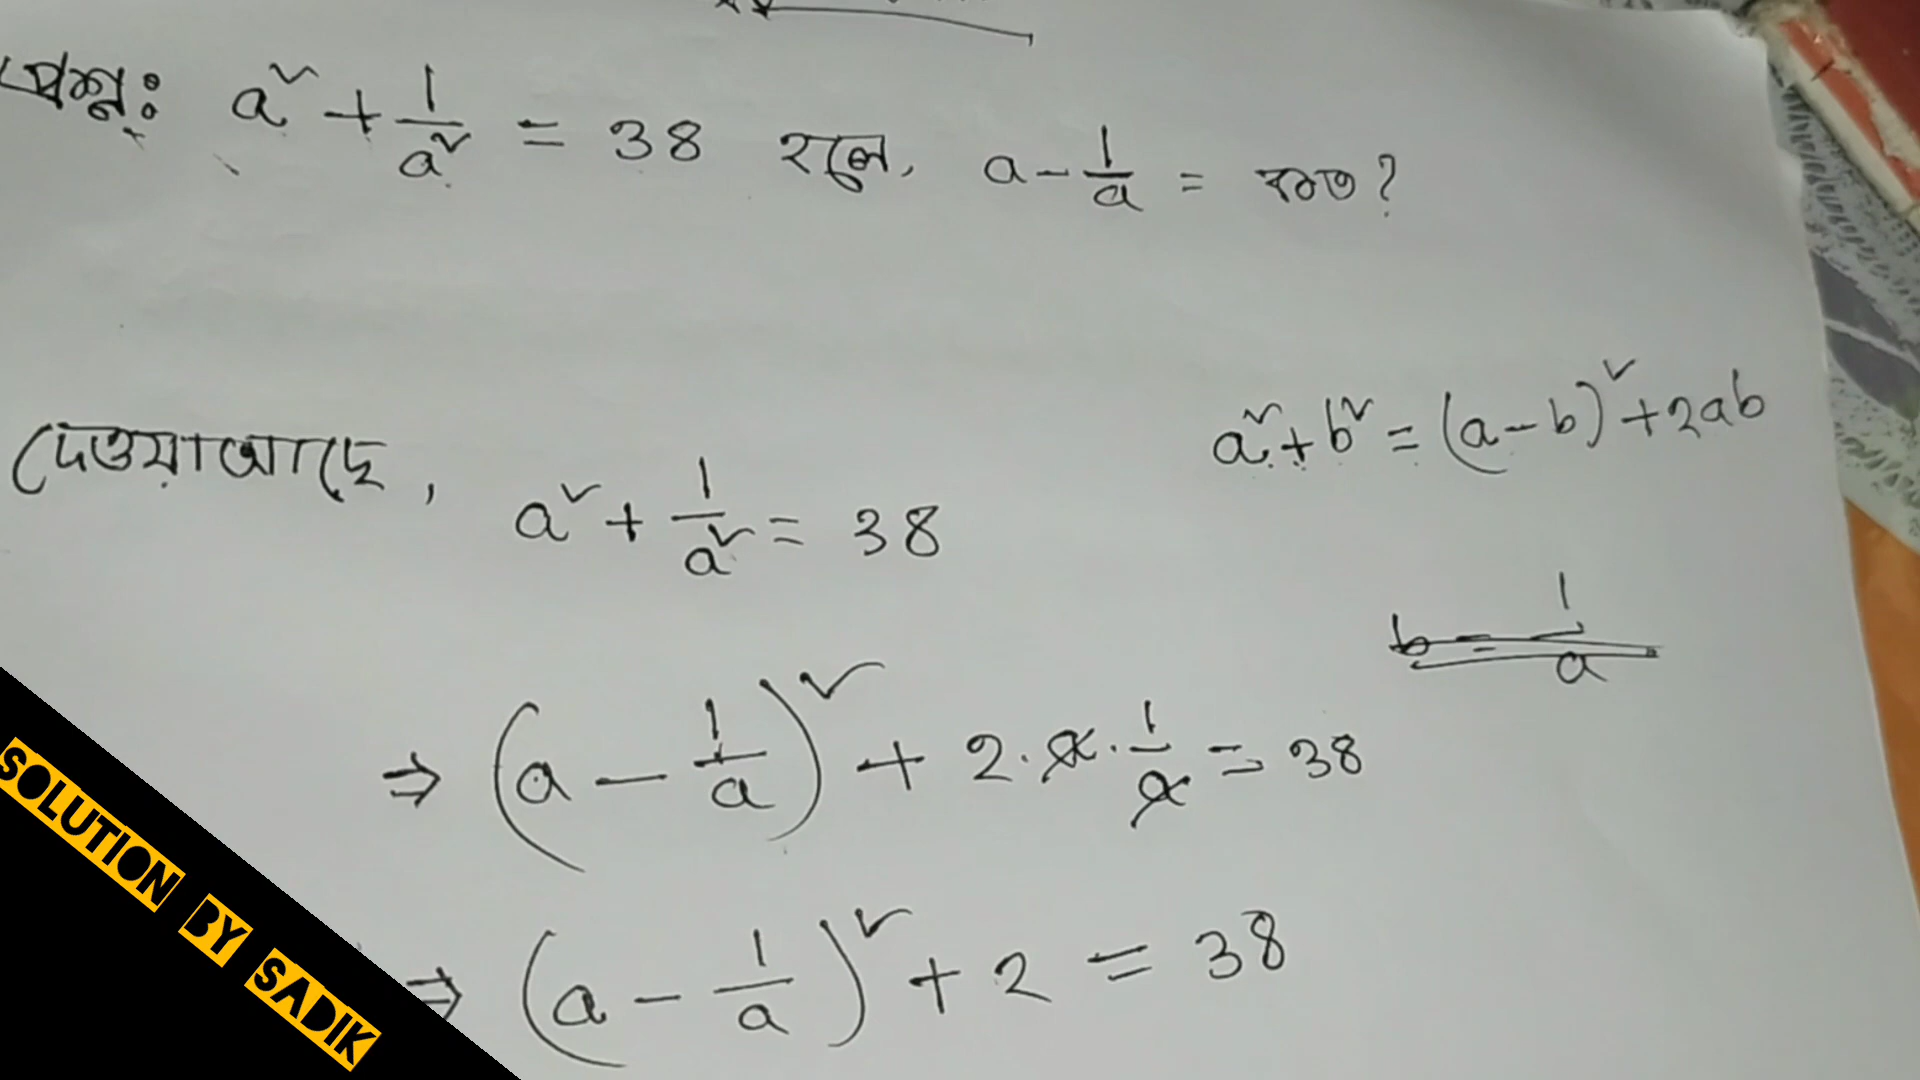 প্রশ্নঃ a² + 1/a² = 38 হলে, a - 1/a = কত?
দেওয়া আছে,
a² + b² = (a - b)² + 2ab
a² + 1/a² = 38
b = 1/a
⇒ (a - 1/a)² + 2·a·1/a = 38
⇒ (a - 1/a)² + 2 = 38
SOLUTION BY SADIK